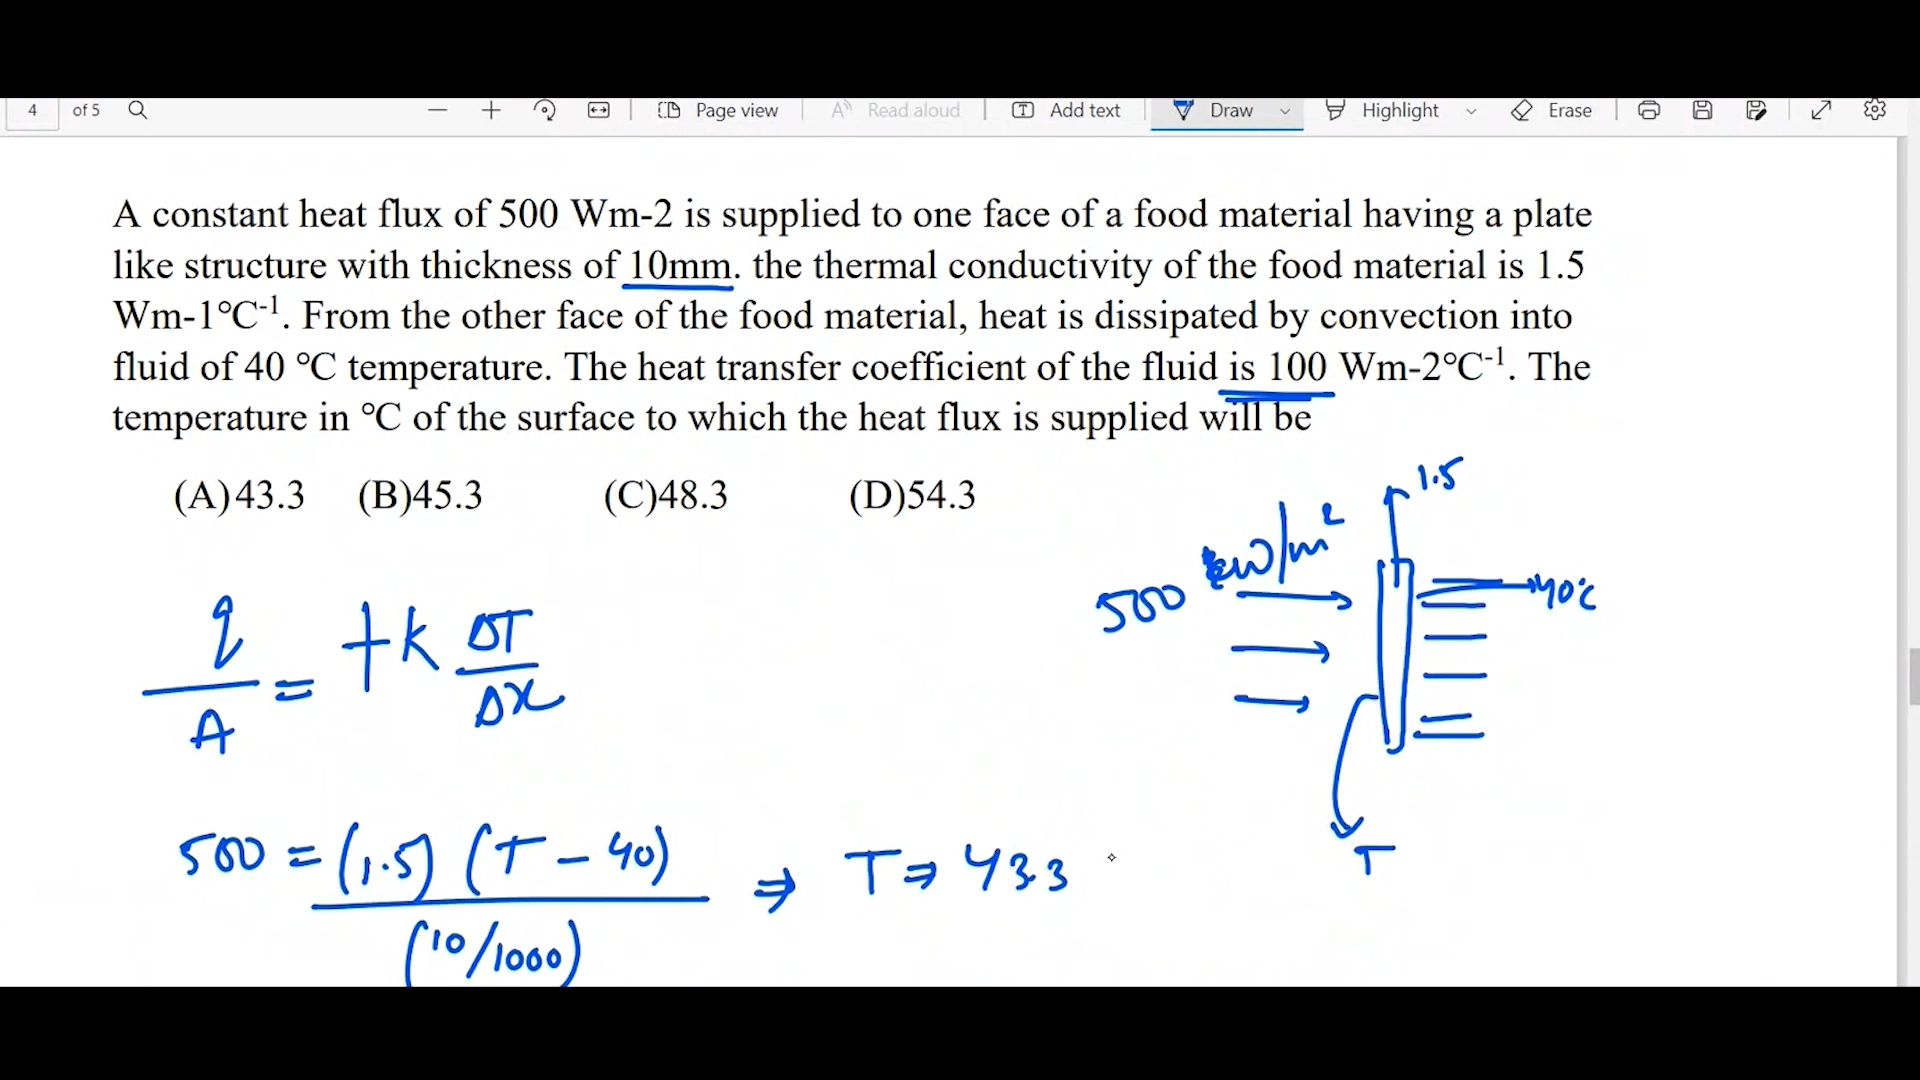 4 of 5 Page view Read aloud Add text Draw Highlight Erase
A constant heat flux of 500 Wm-2 is supplied to one face of a food material having a plate
like structure with thickness of 10mm. the thermal conductivity of the food material is 1.5
Wm-1°C⁻¹. From the other face of the food material, heat is dissipated by convection into
fluid of 40 °C temperature. The heat transfer coefficient of the fluid is 100 Wm-2°C⁻¹. The
temperature in °C of the surface to which the heat flux is supplied will be
(A)43.3 (B)45.3 (C)48.3 (D)54.3
1.5
500 W/m²
40°C
q/A = +k ΔT/Δx
T
500 = (1.5) (T - 40) / (10/1000) ⇒ T ⇒ 43.3